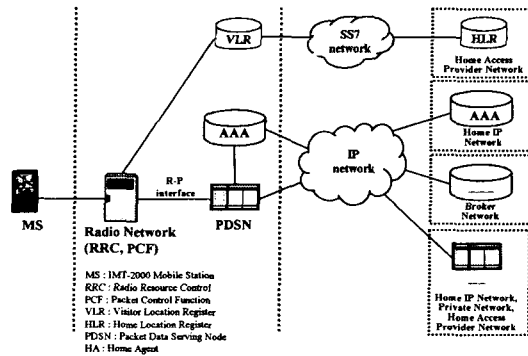 VLR
SS7
network
HLR
Home Access
Provider Network
AAA
AAA
Home IP
Network
IP
network
R-P
interface
MS
Radio Network
(RRC, PCF)
PDSN
Broker
Network
MS : IMT-2000 Mobile Station
RRC : Radio Resource Control
PCF : Packet Control Function
VLR : Visitor Location Register
HLR : Home Location Register
PDSN : Packet Data Serving Node
HA : Home Agent
Home IP Network,
Private Network,
Home Access
Provider Network